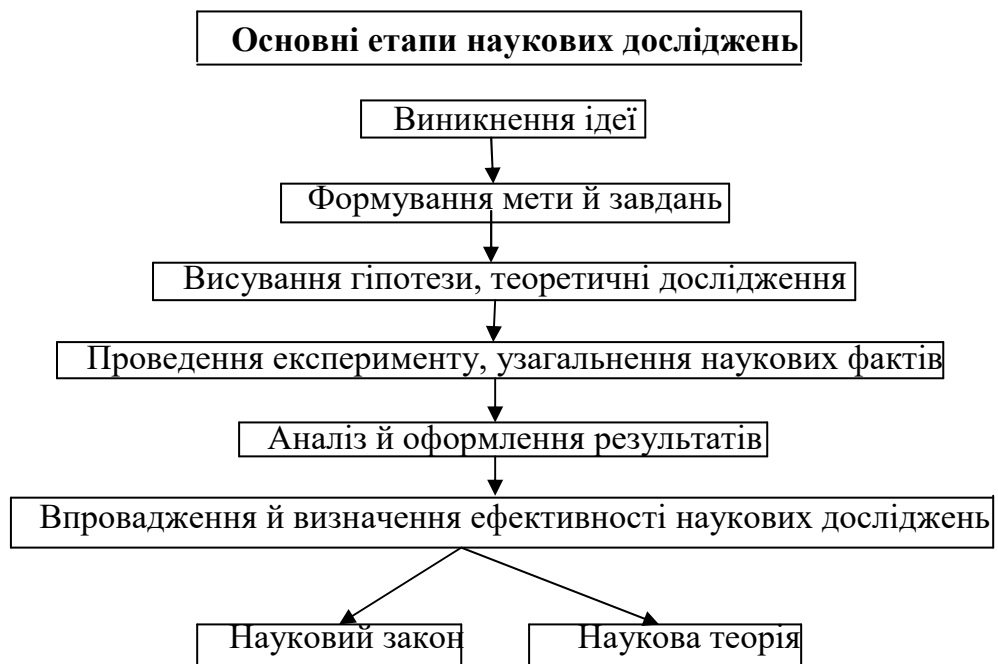 Основні етапи наукових досліджень
Виникнення ідеї
Формування мети й завдань
Висування гіпотези, теоретичні дослідження
Проведення експерименту, узагальнення наукових фактів
Аналіз й оформлення результатів
Впровадження й визначення ефективності наукових досліджень
Науковий закон
Наукова теорія